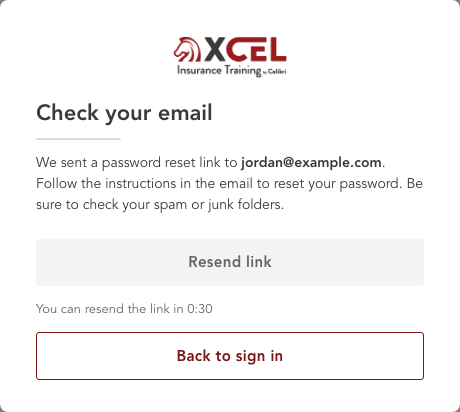 XCEL
Insurance Training by Colibri
Check your email
We sent a password reset link to jordan@example.com.
Follow the instructions in the email to reset your password. Be
sure to check your spam or junk folders.
Resend link
You can resend the link in 0:30
Back to sign in